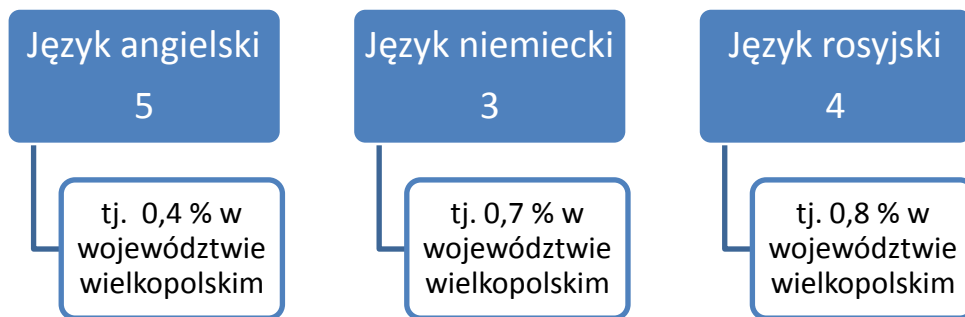 Język angielski
5
tj.  0,4 % w
województwie
wielkopolskim
Język niemiecki
3
tj. 0,7 % w
województwie
wielkopolskim
Język rosyjski
4
tj. 0,8 % w
województwie
wielkopolskim